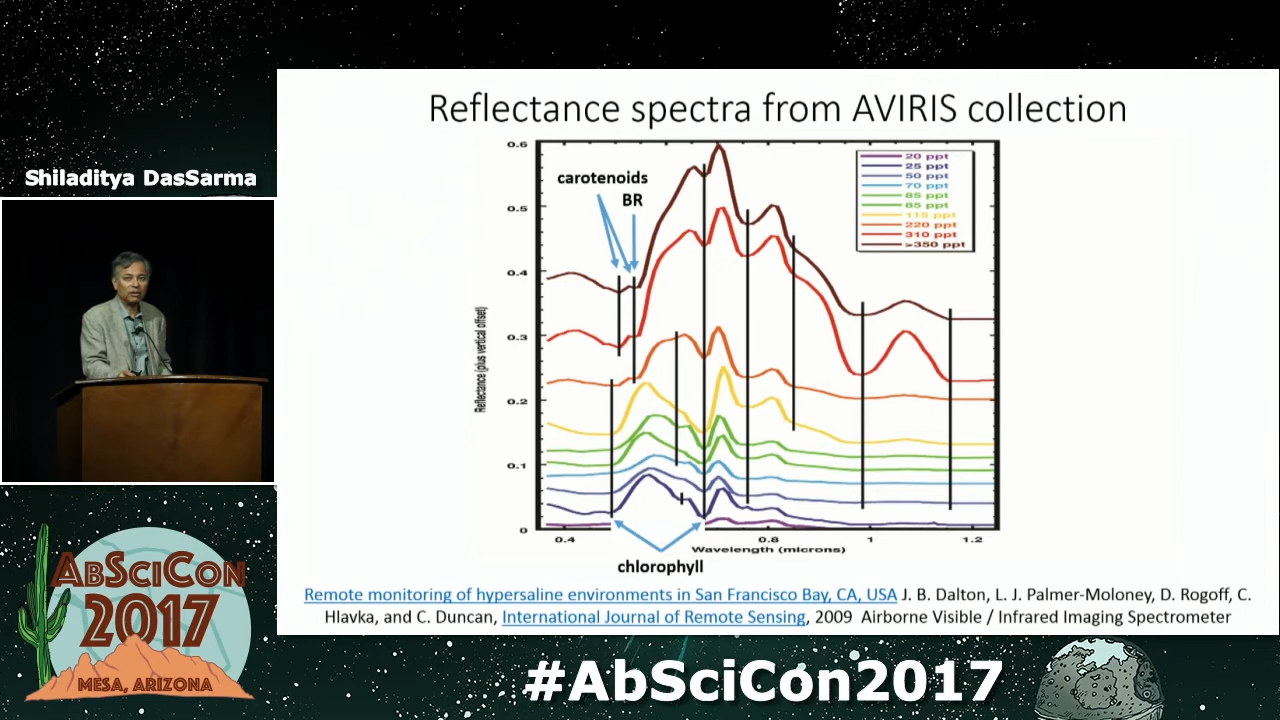 Shiladitya DasSarma
ABSCICON
2017
MESA, ARIZONA
Reflectance spectra from AVIRIS collection
0.6
0.5
0.4
0.3
0.2
0.1
0
Reflectance (plus vertical offset)
carotenoids
BR
20 ppt
25 ppt
50 ppt
70 ppt
85 ppt
85 ppt
115 ppt
220 ppt
310 ppt
>350 ppt
0.4
0.8
1
1.2
Wavelength (microns)
chlorophyll
Remote monitoring of hypersaline environments in San Francisco Bay, CA, USA J. B. Dalton, L. J. Palmer-Moloney, D. Rogoff, C.
Hlavka, and C. Duncan, International Journal of Remote Sensing, 2009 Airborne Visible / Infrared Imaging Spectrometer
#AbSciCon2017